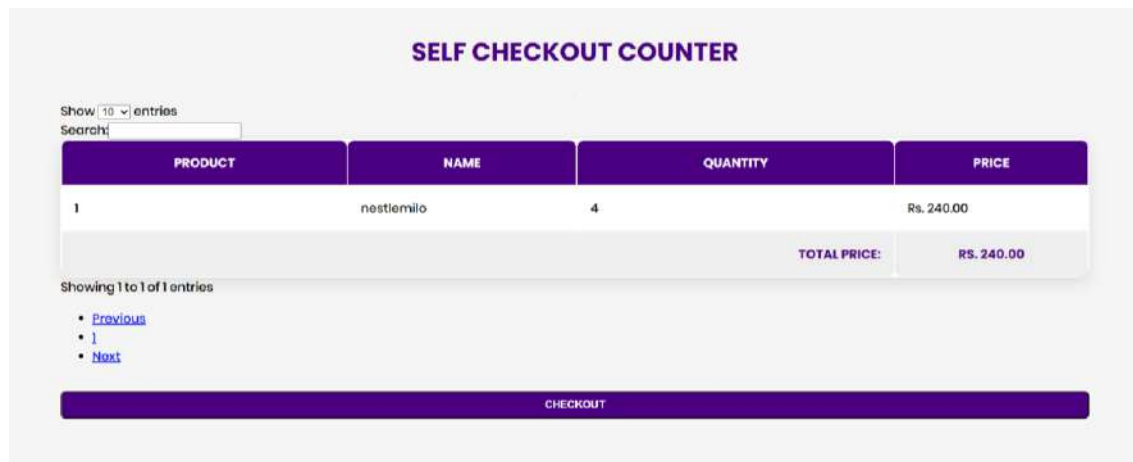 SELF CHECKOUT COUNTER
Show 10 entries
Search:
PRODUCT NAME QUANTITY PRICE
1 nestlemilo 4 Rs. 240.00
TOTAL PRICE: RS. 240.00
Showing 1 to 1 of 1 entries
Previous
1
Next
CHECKOUT